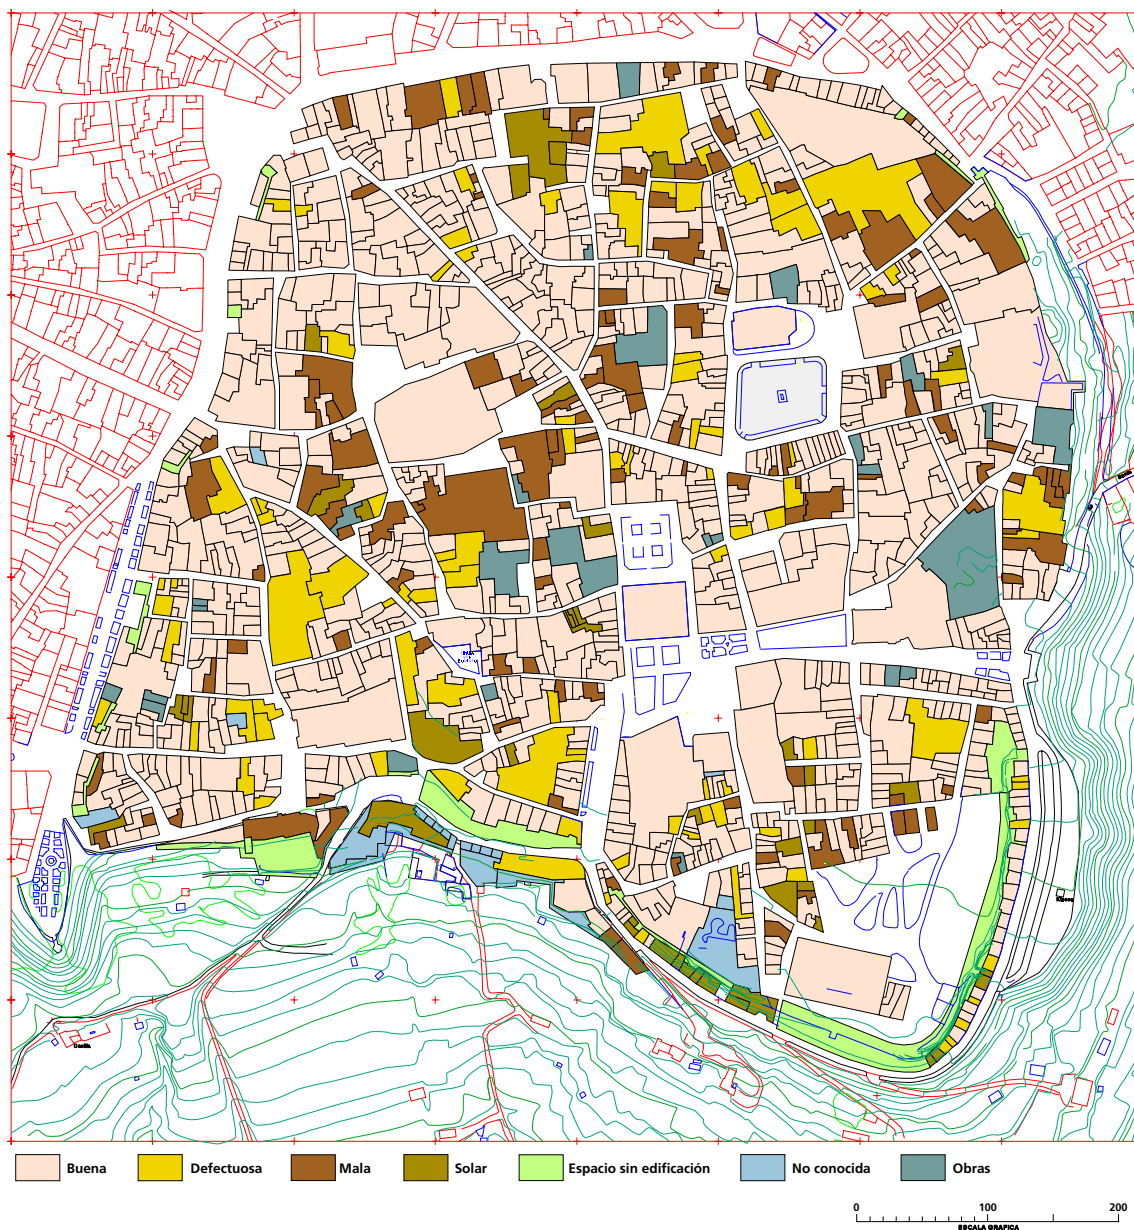 Buena
Defectuosa
Mala
Solar
Espacio sin edificación
No conocida
Obras
0
100
200
ESCALA GRAFICA